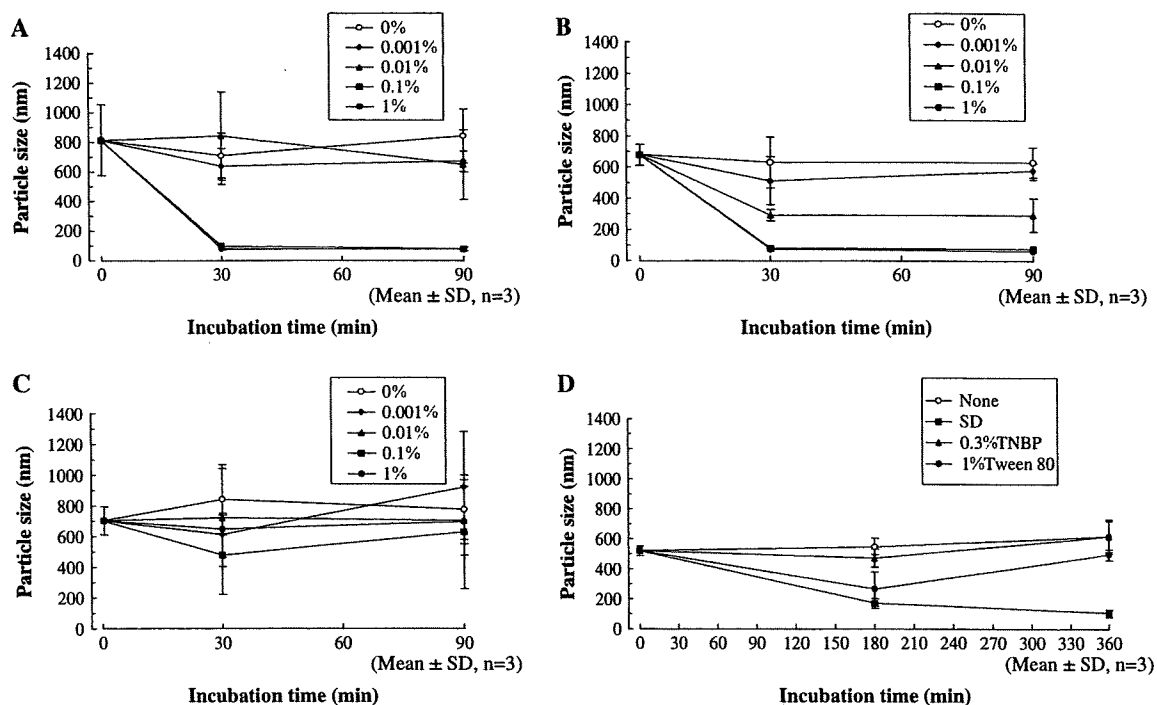 A
0%
0.001%
0.01%
0.1%
1%
Particle size (nm)
1400
1200
1000
800
600
400
200
0
0 30 60 90
(Mean ± SD, n=3)
Incubation time (min)
B
0%
0.001%
0.01%
0.1%
1%
Particle size (nm)
1400
1200
1000
800
600
400
200
0
0 30 60 90
(Mean ± SD, n=3)
Incubation time (min)
C
0%
0.001%
0.01%
0.1%
1%
Particle size (nm)
1400
1200
1000
800
600
400
200
0
0 30 60 90
(Mean ± SD, n=3)
Incubation time (min)
D
None
SD
0.3%TNBP
1%Tween 80
Particle size (nm)
1400
1200
1000
800
600
400
200
0
0 30 60 90 120 150 180 210 240 270 300 330 360
(Mean ± SD, n=3)
Incubation time (min)